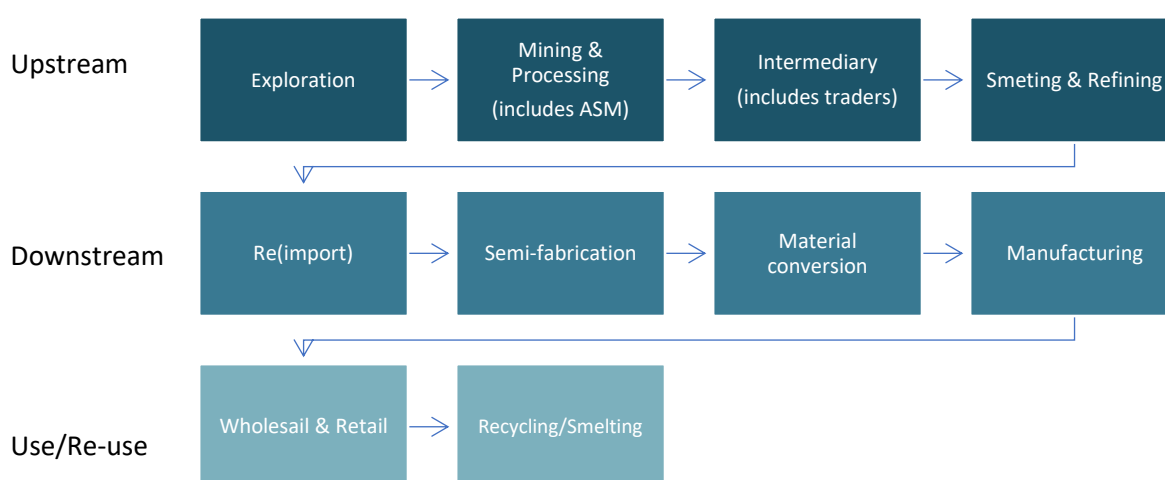 Upstream
Exploration
Mining &
Processing
(includes ASM)
Intermediary
(includes traders)
Smeting & Refining
Downstream
Re(import)
Semi-fabrication
Material
conversion
Manufacturing
Use/Re-use
Wholesail & Retail
Recycling/Smelting